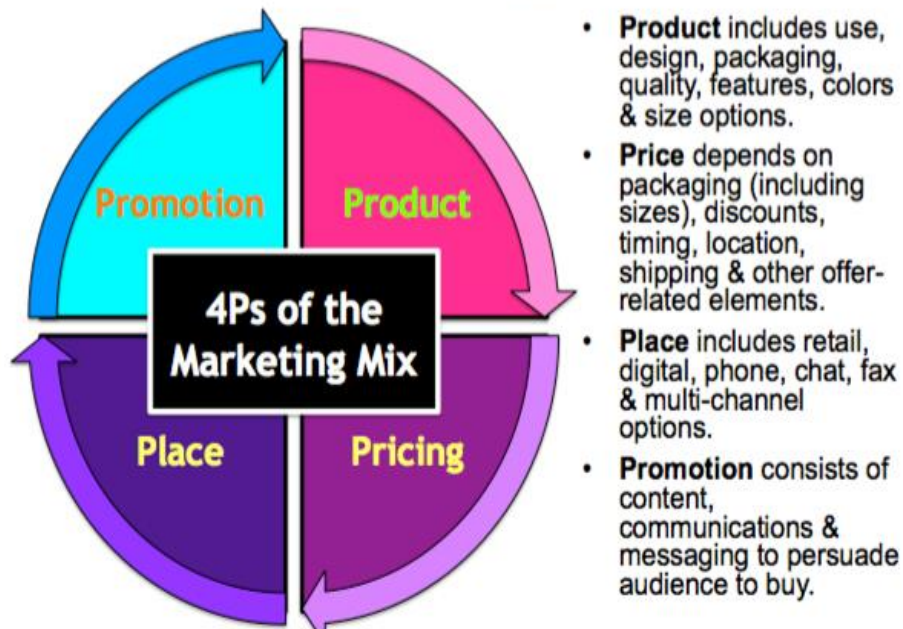 Promotion
Product
4Ps of the
Marketing Mix
Place
Pricing
• Product includes use,
design, packaging,
quality, features, colors
& size options.
• Price depends on
packaging (including
sizes), discounts,
timing, location,
shipping & other offer-
related elements.
• Place includes retail,
digital, phone, chat, fax
& multi-channel
options.
• Promotion consists of
content,
communications &
messaging to persuade
audience to buy.